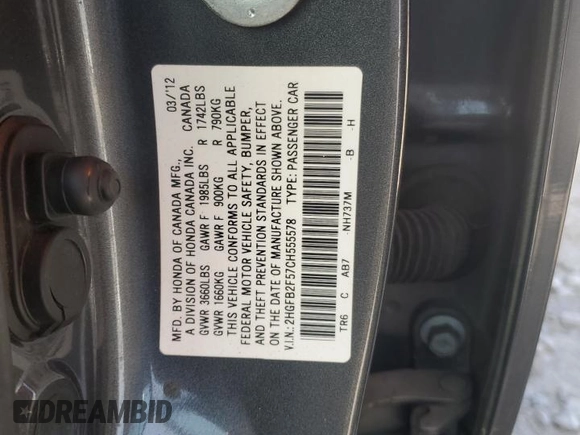 MFD. BY HONDA OF CANADA MFG., 03/'12
A DIVISION OF HONDA CANADA INC. CANADA
GVWR 3660LBS GAWR F 1985LBS R 1742LBS
GVWR 1660KG GAWR F 900KG R 790KG
THIS VEHICLE CONFORMS TO ALL APPLICABLE
FEDERAL MOTOR VEHICLE SAFETY, BUMPER,
AND THEFT PREVENTION STANDARDS IN EFFECT
ON THE DATE OF MANUFACTURE SHOWN ABOVE.
V.I.N.: 2HGFB2F57CH555578 TYPE: PASSENGER CAR
TR6 C AB7 -NH737M -B -H
DREAMBID